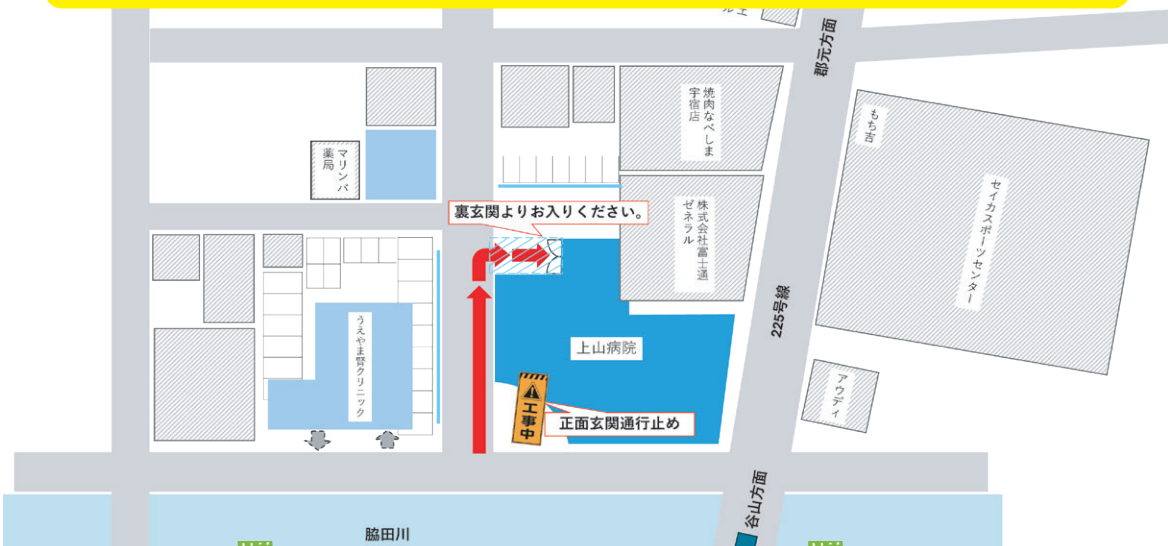 郡元方面
焼肉なべしま
宇宿店
もち吉
マリンバ
薬局
セイカスポーツセンター
裏玄関よりお入りください。
株式会社富士通
ゼネラル
225号線
うえやま腎クリニック
上山病院
アウディ
工事中
正面玄関通行止め
谷山方面
脇田川